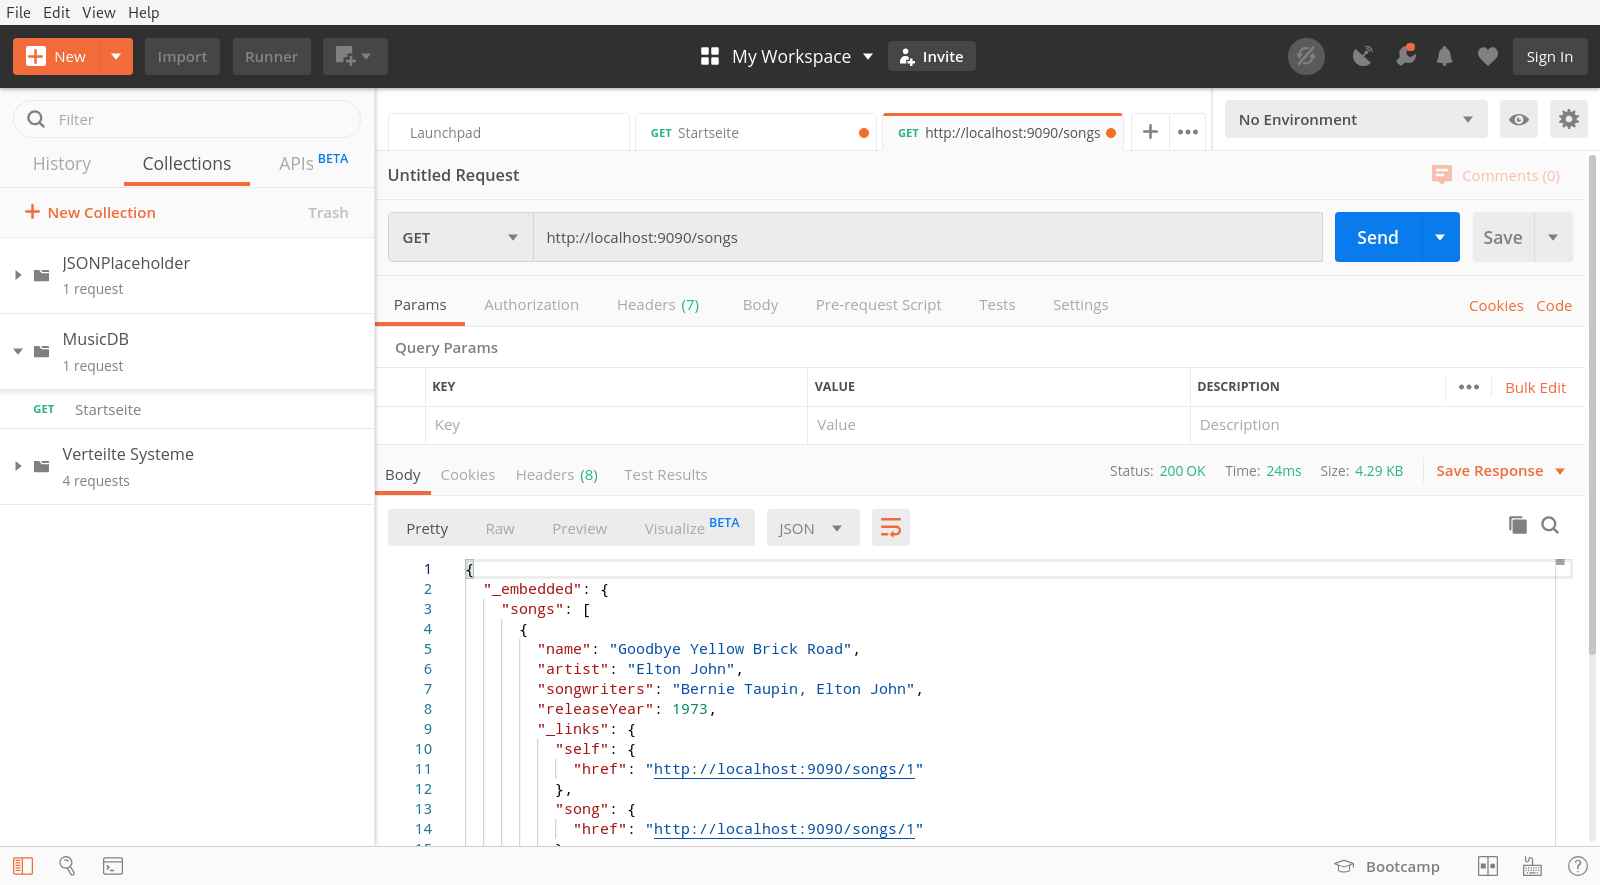 File Edit View Help
New Import Runner My Workspace Invite Sign In
Filter
History Collections APIs BETA
New Collection Trash
JSONPlaceholder
1 request
MusicDB
1 request
GET Startseite
Verteilte Systeme
4 requests
Launchpad GET Startseite GET http://localhost:9090/songs No Environment
Untitled Request Comments (0)
GET http://localhost:9090/songs Send Save
Params Authorization Headers (7) Body Pre-request Script Tests Settings Cookies Code
Query Params
KEY VALUE DESCRIPTION Bulk Edit
Key Value Description
Body Cookies Headers (8) Test Results Status: 200 OK Time: 24ms Size: 4.29 KB Save Response
Pretty Raw Preview Visualize BETA JSON
1 {
2 "_embedded": {
3 "songs": [
4 {
5 "name": "Goodbye Yellow Brick Road",
6 "artist": "Elton John",
7 "songwriters": "Bernie Taupin, Elton John",
8 "releaseYear": 1973,
9 "_links": {
10 "self": {
11 "href": "http://localhost:9090/songs/1"
12 },
13 "song": {
14 "href": "http://localhost:9090/songs/1"
Bootcamp